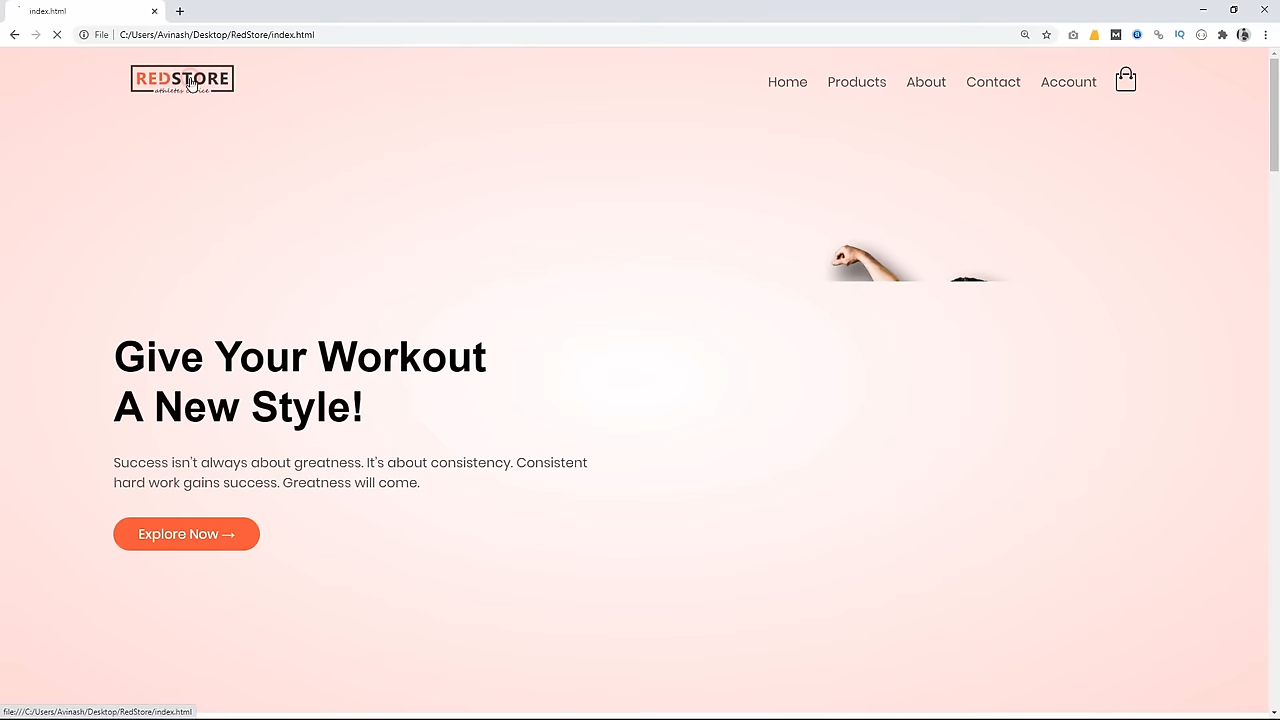 index.html
File
C:/Users/Avinash/Desktop/RedStore/index.html
IQ
REDSTORE
athletes
Home
Products
About
Contact
Account
Give Your Workout
A New Style!
Success isn't always about greatness. It's about consistency. Consistent
hard work gains success. Greatness will come.
Explore Now →
file:///C:/Users/Avinash/Desktop/RedStore/index.html